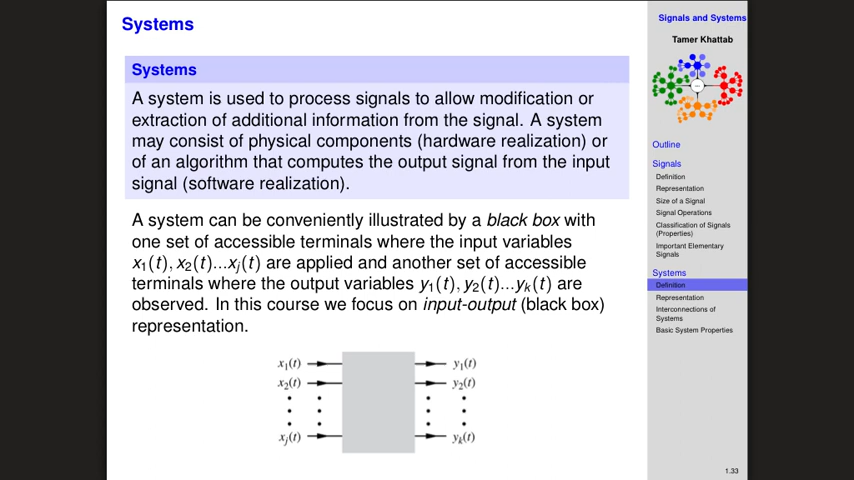 Systems
Systems
A system is used to process signals to allow modification or
extraction of additional information from the signal. A system
may consist of physical components (hardware realization) or
of an algorithm that computes the output signal from the input
signal (software realization).
A system can be conveniently illustrated by a black box with
one set of accessible terminals where the input variables
x₁(t), x₂(t)...xⱼ(t) are applied and another set of accessible
terminals where the output variables y₁(t), y₂(t)...yₖ(t) are
observed. In this course we focus on input-output (black box)
representation.
x₁(t) y₁(t)
x₂(t) y₂(t)
xⱼ(t) yₖ(t)
Signals and Systems
Tamer Khattab
Outline
Signals
Definition
Representation
Size of a Signal
Signal Operations
Classification of Signals
(Properties)
Important Elementary
Signals
Systems
Definition
Representation
Interconnections of
Systems
Basic System Properties
1.33